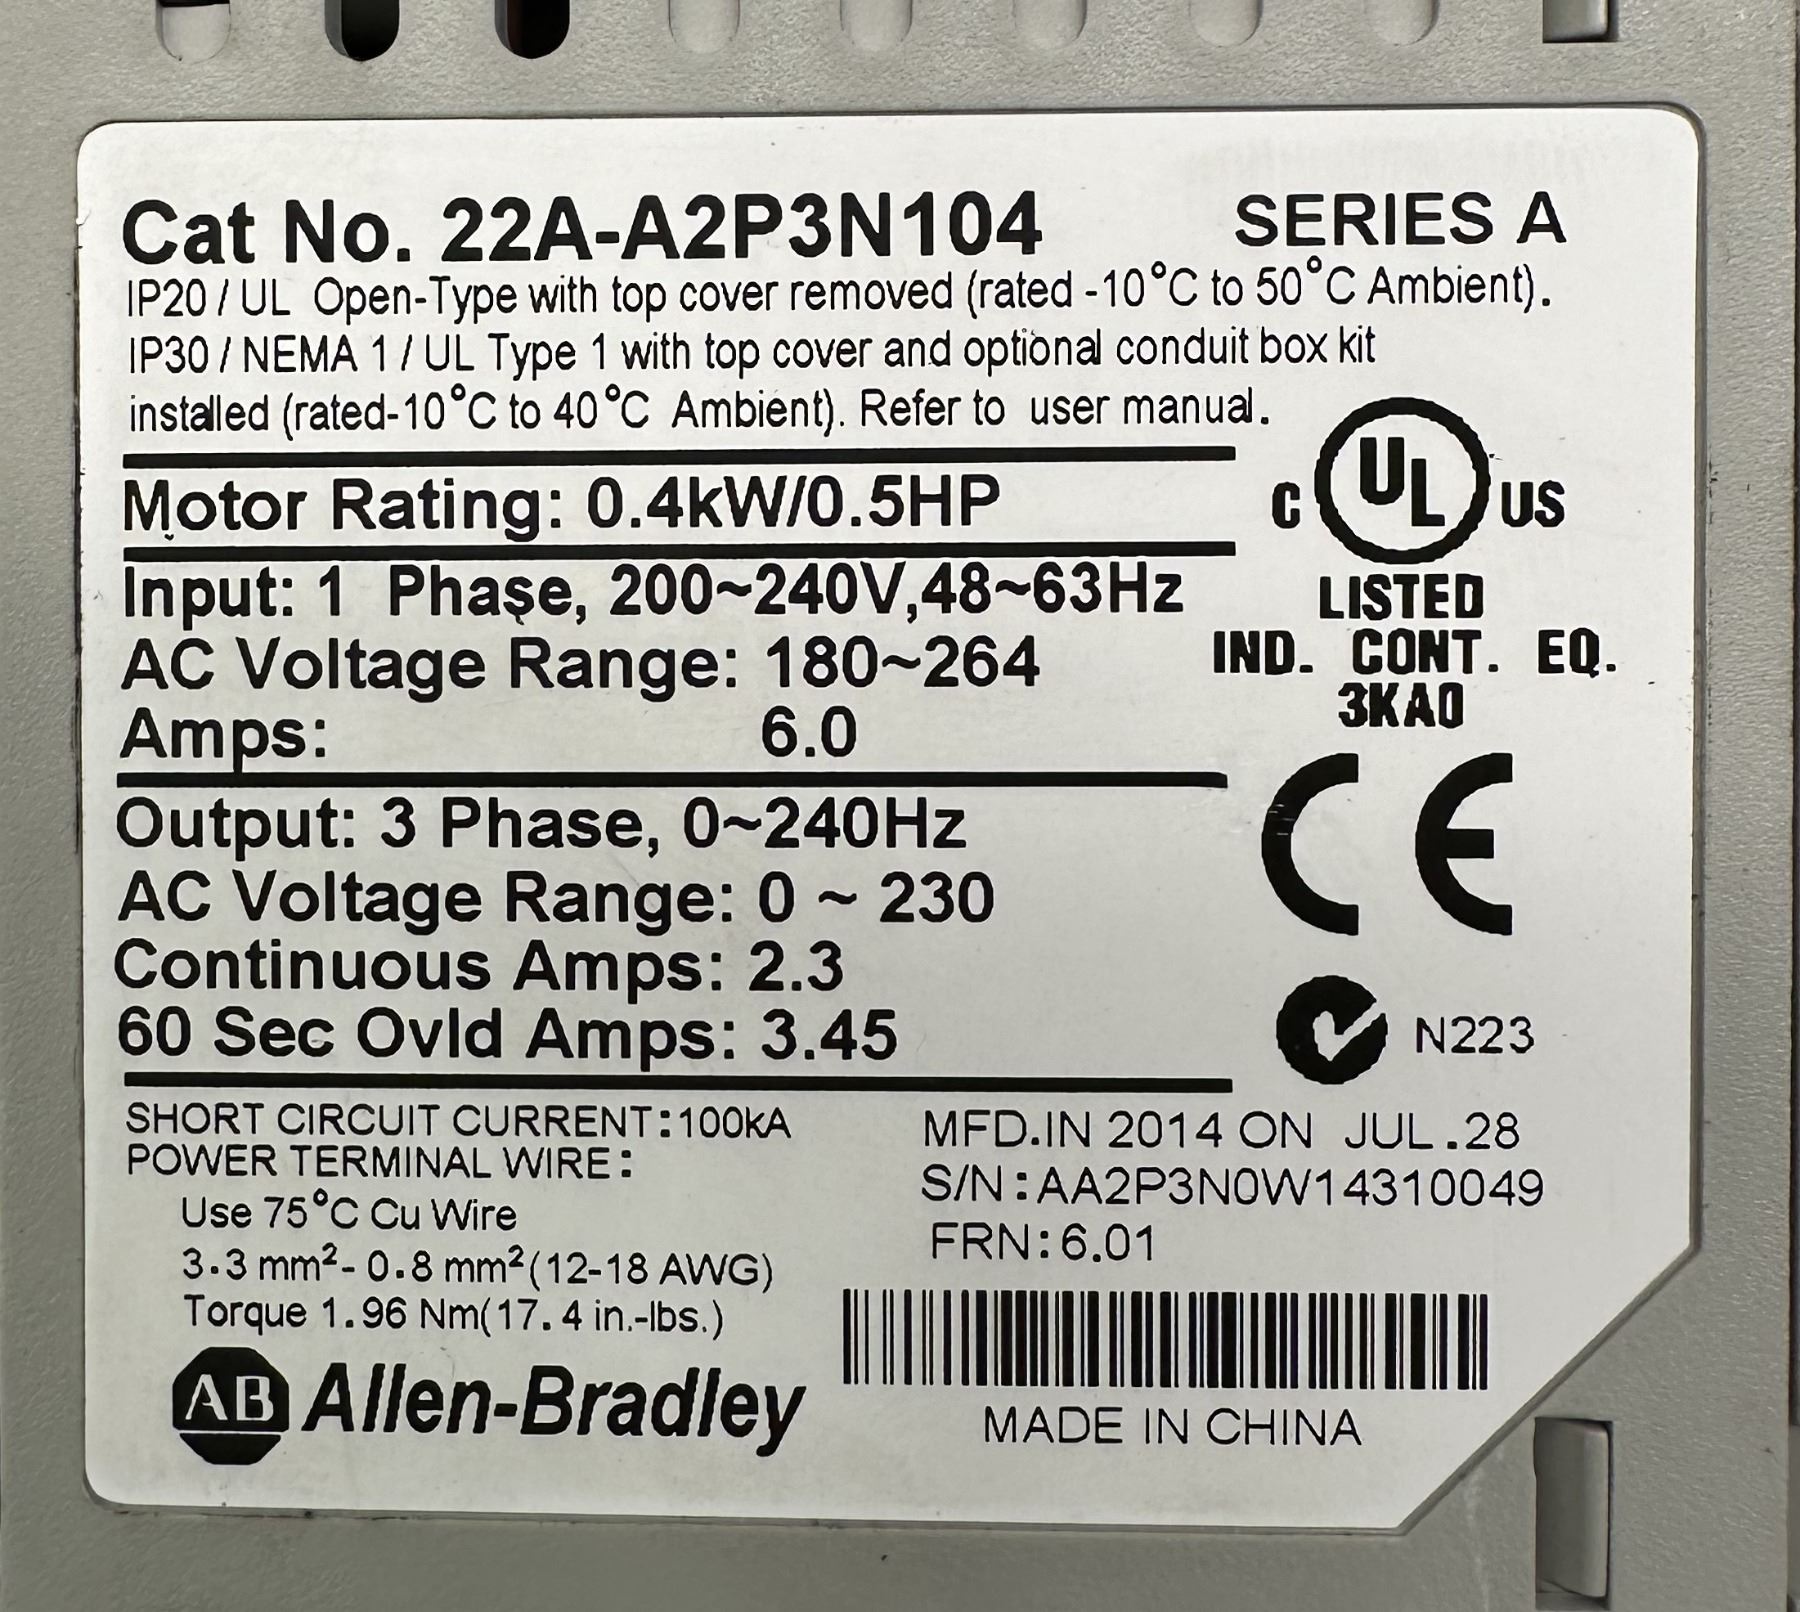 Cat No. 22A-A2P3N104 SERIES A
IP20 / UL Open-Type with top cover removed (rated -10°C to 50°C Ambient).
IP30 / NEMA 1 / UL Type 1 with top cover and optional conduit box kit
installed (rated-10°C to 40°C Ambient). Refer to user manual.
Motor Rating: 0.4kW/0.5HP
C UL US
LISTED
IND. CONT. EQ.
3KA0
Input: 1 Phase, 200~240V,48~63Hz
AC Voltage Range: 180~264
Amps: 6.0
CE
Output: 3 Phase, 0~240Hz
AC Voltage Range: 0 ~ 230
Continuous Amps: 2.3
60 Sec Ovld Amps: 3.45
N223
SHORT CIRCUIT CURRENT:100kA
POWER TERMINAL WIRE:
Use 75°C Cu Wire
3.3 mm²- 0.8 mm²(12-18 AWG)
Torque 1.96 Nm(17.4 in.-lbs.)
MFD.IN 2014 ON JUL.28
S/N:AA2P3N0W14310049
FRN:6.01
AB Allen-Bradley
MADE IN CHINA